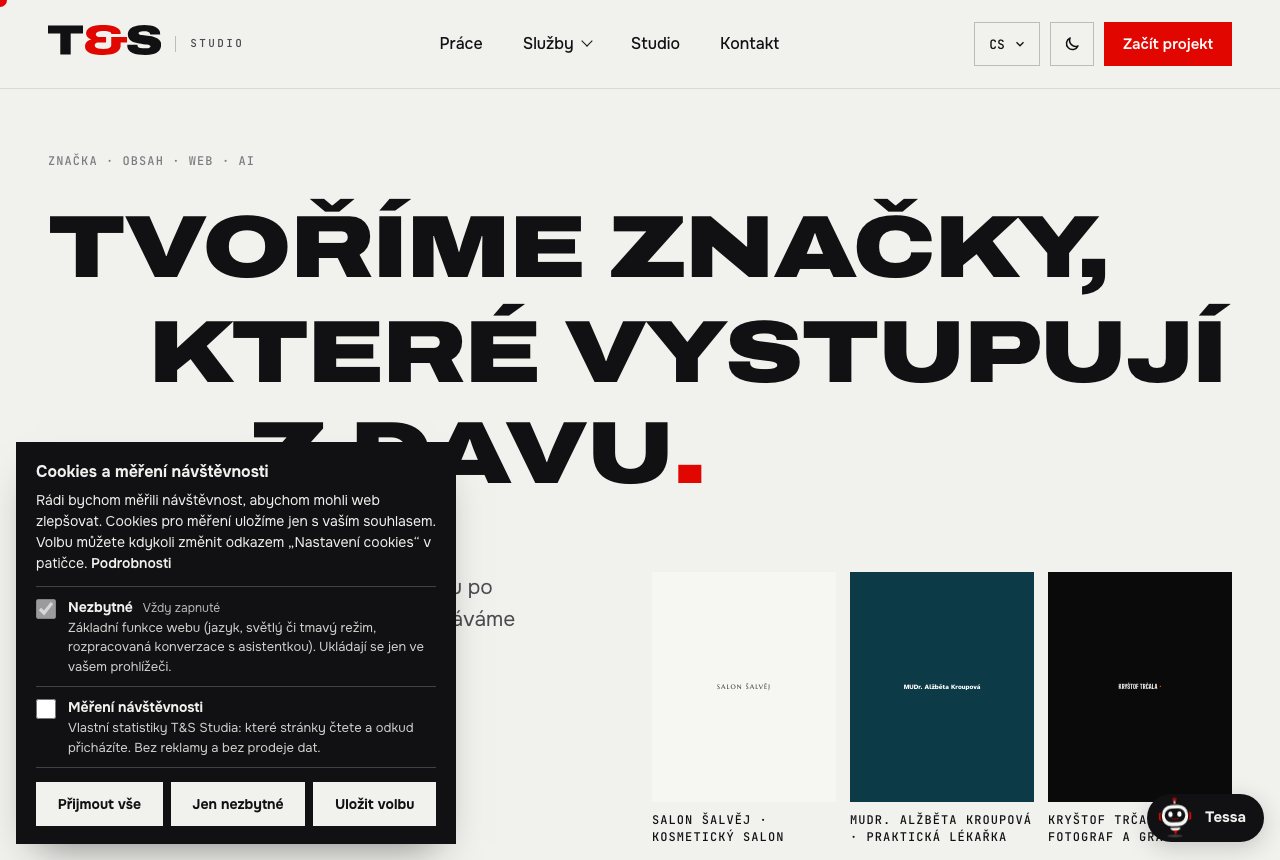 T&S STUDIO
Práce Služby Studio Kontakt
CS
Začít projekt
ZNAČKA · OBSAH · WEB · AI
TVOŘÍME ZNAČKY,
KTERÉ VYSTUPUJÍ
Z DAVU.
Cookies a měření návštěvnosti
Rádi bychom měřili návštěvnost, abychom mohli web
zlepšovat. Cookies pro měření uložíme jen s vaším souhlasem.
Volbu můžete kdykoli změnit odkazem „Nastavení cookies“ v
patičce. Podrobnosti
Nezbytné Vždy zapnuté
Základní funkce webu (jazyk, světlý či tmavý režim,
rozpracovaná konverzace s asistentkou). Ukládají se jen ve
vašem prohlížeči.
Měření návštěvnosti
Vlastní statistiky T&S Studia: které stránky čtete a odkud
přicházíte. Bez reklamy a bez prodeje dat.
Přijmout vše
Jen nezbytné
Uložit volbu
po
SALON ŠALVĚJ
SALON ŠALVĚJ ·
KOSMETICKÝ SALON
MUDr. Alžběta Kroupová
MUDR. ALŽBĚTA KROUPOVÁ
· PRAKTICKÁ LÉKAŘKA
KRYŠTOF TRČALA
KRYŠTOF
FOTOGRAF A
Tessa